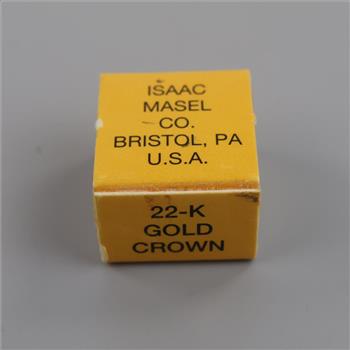 ISAAC
MASEL
CO.
BRISTOL, PA
U.S.A.
22-K
GOLD
CROWN